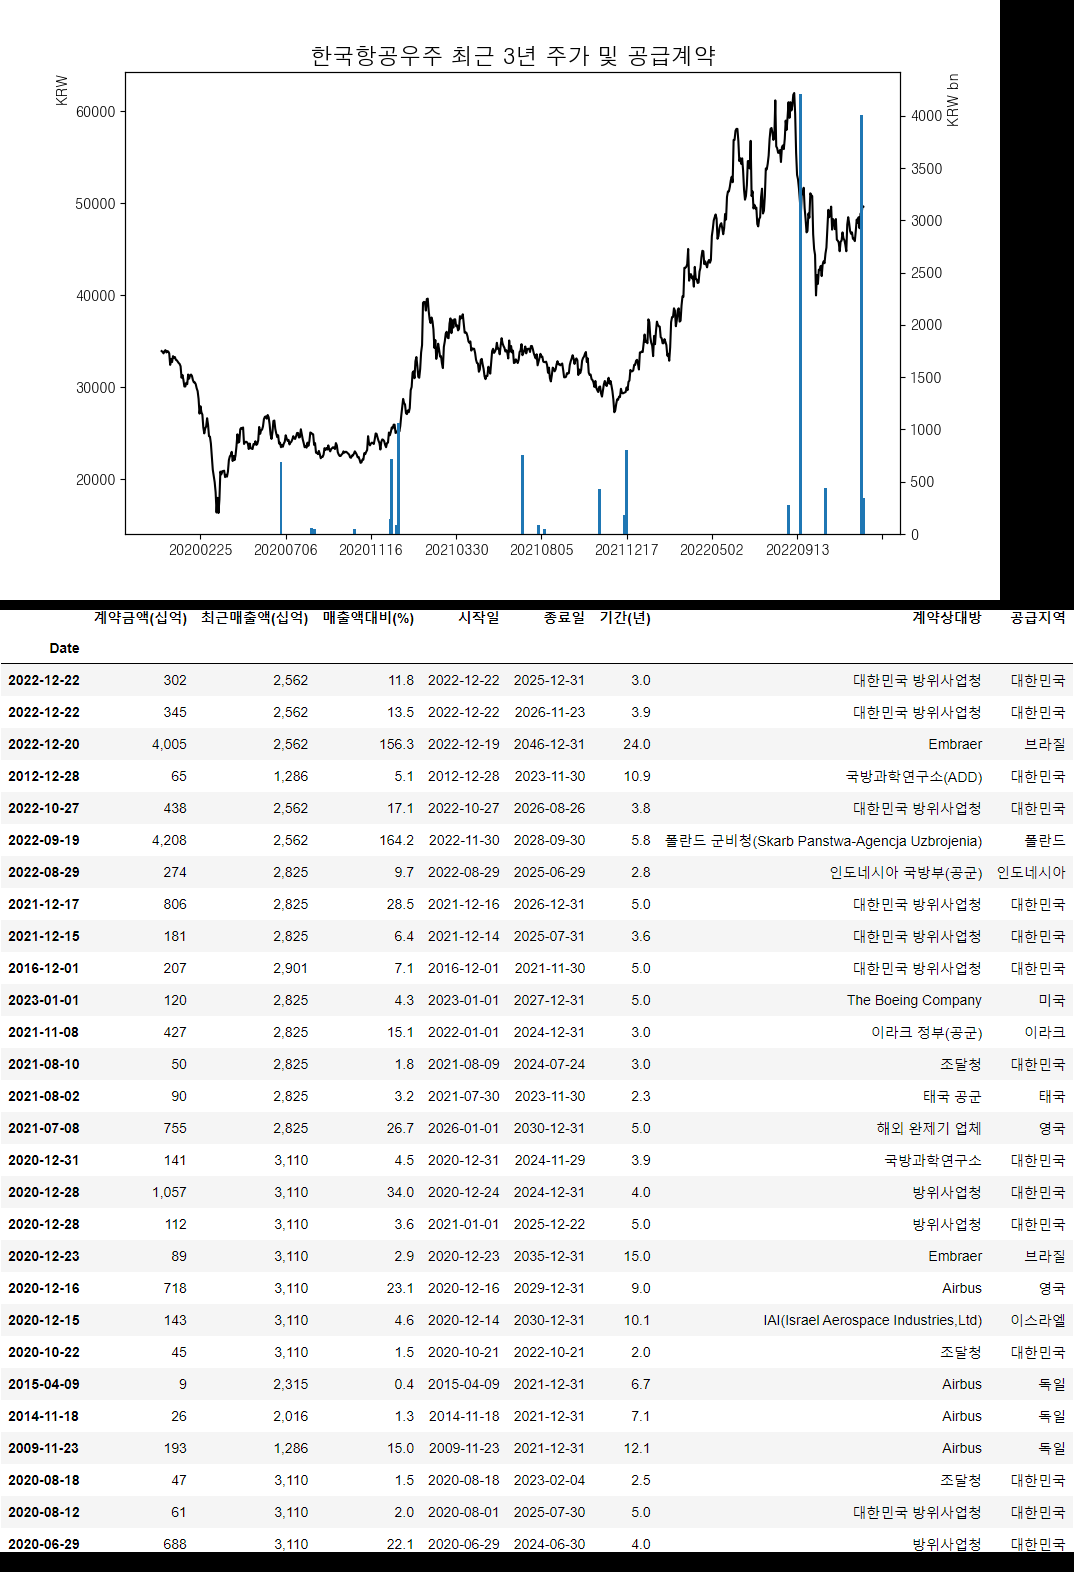 한국항공우주 최근 3년 주가 및 공급계약
KRW
KRW bn
60000
50000
40000
30000
20000
4000
3500
3000
2500
2000
1500
1000
500
0
20200225 20200706 20201116 20210330 20210805 20211217 20220502 20220913
계약금액(십억) 최근매출액(십억) 매출액대비(%) 시작일 종료일 기간(년) 계약상대방 공급지역
Date
2022-12-22 302 2,562 11.8 2022-12-22 2025-12-31 3.0 대한민국 방위사업청 대한민국
2022-12-22 345 2,562 13.5 2022-12-22 2026-11-23 3.9 대한민국 방위사업청 대한민국
2022-12-20 4,005 2,562 156.3 2022-12-19 2046-12-31 24.0 Embraer 브라질
2012-12-28 65 1,286 5.1 2012-12-28 2023-11-30 10.9 국방과학연구소(ADD) 대한민국
2022-10-27 438 2,562 17.1 2022-10-27 2026-08-26 3.8 대한민국 방위사업청 대한민국
2022-09-19 4,208 2,562 164.2 2022-11-30 2028-09-30 5.8 폴란드 군비청(Skarb Panstwa-Agencja Uzbrojenia) 폴란드
2022-08-29 274 2,825 9.7 2022-08-29 2025-06-29 2.8 인도네시아 국방부(공군) 인도네시아
2021-12-17 806 2,825 28.5 2021-12-16 2026-12-31 5.0 대한민국 방위사업청 대한민국
2021-12-15 181 2,825 6.4 2021-12-14 2025-07-31 3.6 대한민국 방위사업청 대한민국
2016-12-01 207 2,901 7.1 2016-12-01 2021-11-30 5.0 대한민국 방위사업청 대한민국
2023-01-01 120 2,825 4.3 2023-01-01 2027-12-31 5.0 The Boeing Company 미국
2021-11-08 427 2,825 15.1 2022-01-01 2024-12-31 3.0 이라크 정부(공군) 이라크
2021-08-10 50 2,825 1.8 2021-08-09 2024-07-24 3.0 조달청 대한민국
2021-08-02 90 2,825 3.2 2021-07-30 2023-11-30 2.3 태국 공군 태국
2021-07-08 755 2,825 26.7 2026-01-01 2030-12-31 5.0 해외 완제기 업체 영국
2020-12-31 141 3,110 4.5 2020-12-31 2024-11-29 3.9 국방과학연구소 대한민국
2020-12-28 1,057 3,110 34.0 2020-12-24 2024-12-31 4.0 방위사업청 대한민국
2020-12-28 112 3,110 3.6 2021-01-01 2025-12-22 5.0 방위사업청 대한민국
2020-12-23 89 3,110 2.9 2020-12-23 2035-12-31 15.0 Embraer 브라질
2020-12-16 718 3,110 23.1 2020-12-16 2029-12-31 9.0 Airbus 영국
2020-12-15 143 3,110 4.6 2020-12-14 2030-12-31 10.1 IAI(Israel Aerospace Industries,Ltd) 이스라엘
2020-10-22 45 3,110 1.5 2020-10-21 2022-10-21 2.0 조달청 대한민국
2015-04-09 9 2,315 0.4 2015-04-09 2021-12-31 6.7 Airbus 독일
2014-11-18 26 2,016 1.3 2014-11-18 2021-12-31 7.1 Airbus 독일
2009-11-23 193 1,286 15.0 2009-11-23 2021-12-31 12.1 Airbus 독일
2020-08-18 47 3,110 1.5 2020-08-18 2023-02-04 2.5 조달청 대한민국
2020-08-12 61 3,110 2.0 2020-08-01 2025-07-30 5.0 대한민국 방위사업청 대한민국
2020-06-29 688 3,110 22.1 2020-06-29 2024-06-30 4.0 방위사업청 대한민국